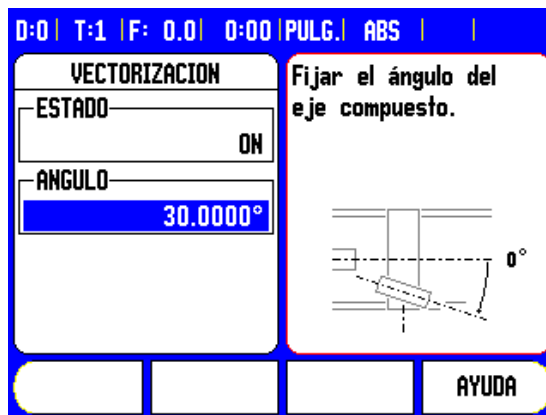 D:0 | T:1 | F: 0.0 | 0:00 | PULG. | ABS | |
VECTORIZACION
ESTADO
ON
ANGULO
30.0000°
Fijar el ángulo del
eje compuesto.
0°
AYUDA